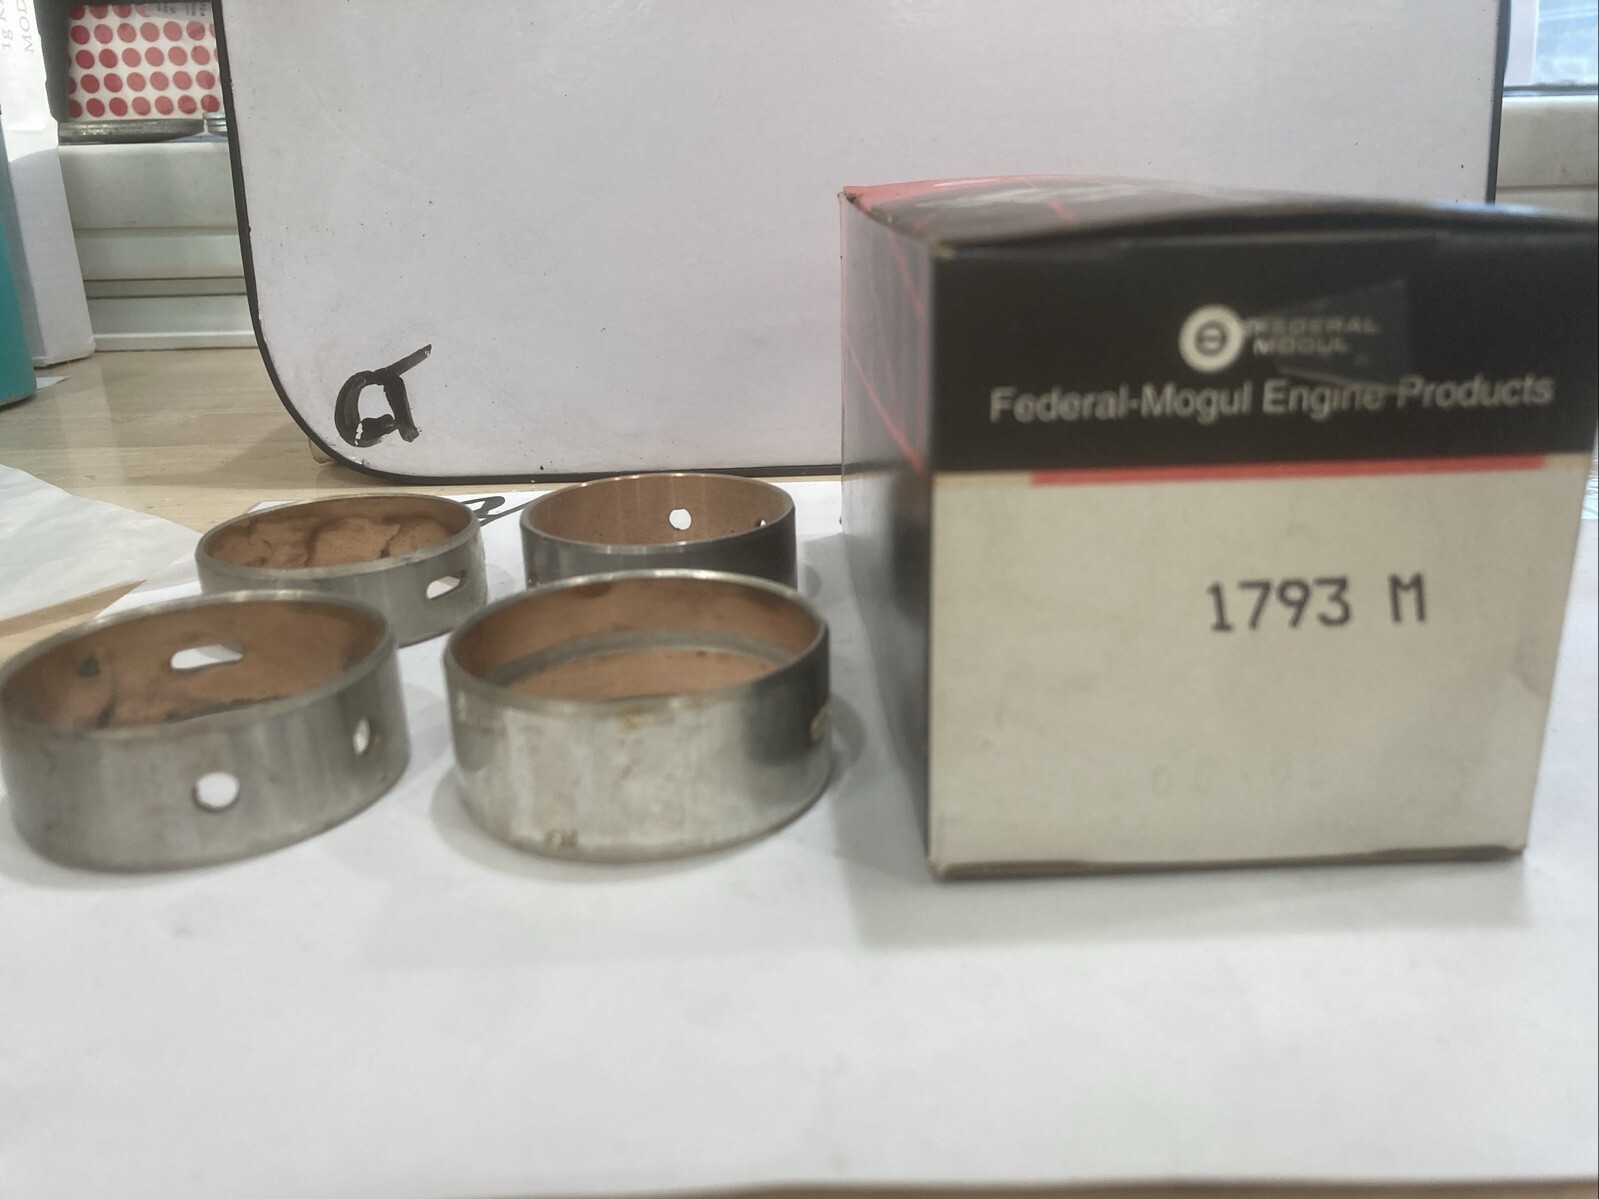 FEDERAL
MOGUL
Federal-Mogul Engine Products
1793 M